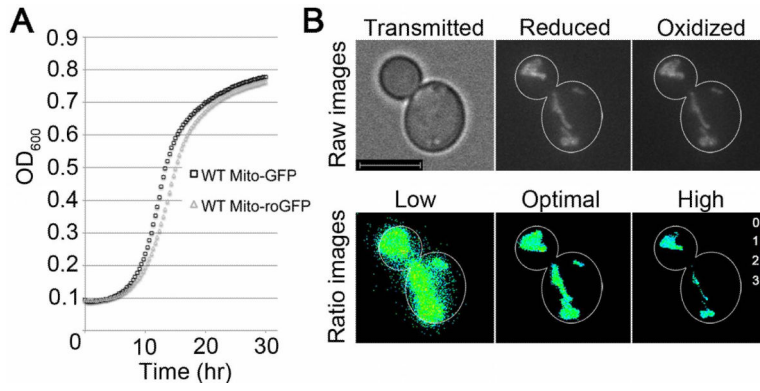 A
0.9
0.8
0.7
0.6
0.5
0.4
0.3
0.2
0.1
0
OD600
WT Mito-GFP
WT Mito-roGFP
0 10 20 30
Time (hr)
B
Transmitted Reduced Oxidized
Raw images
Low Optimal High
Ratio images
0
1
2
3